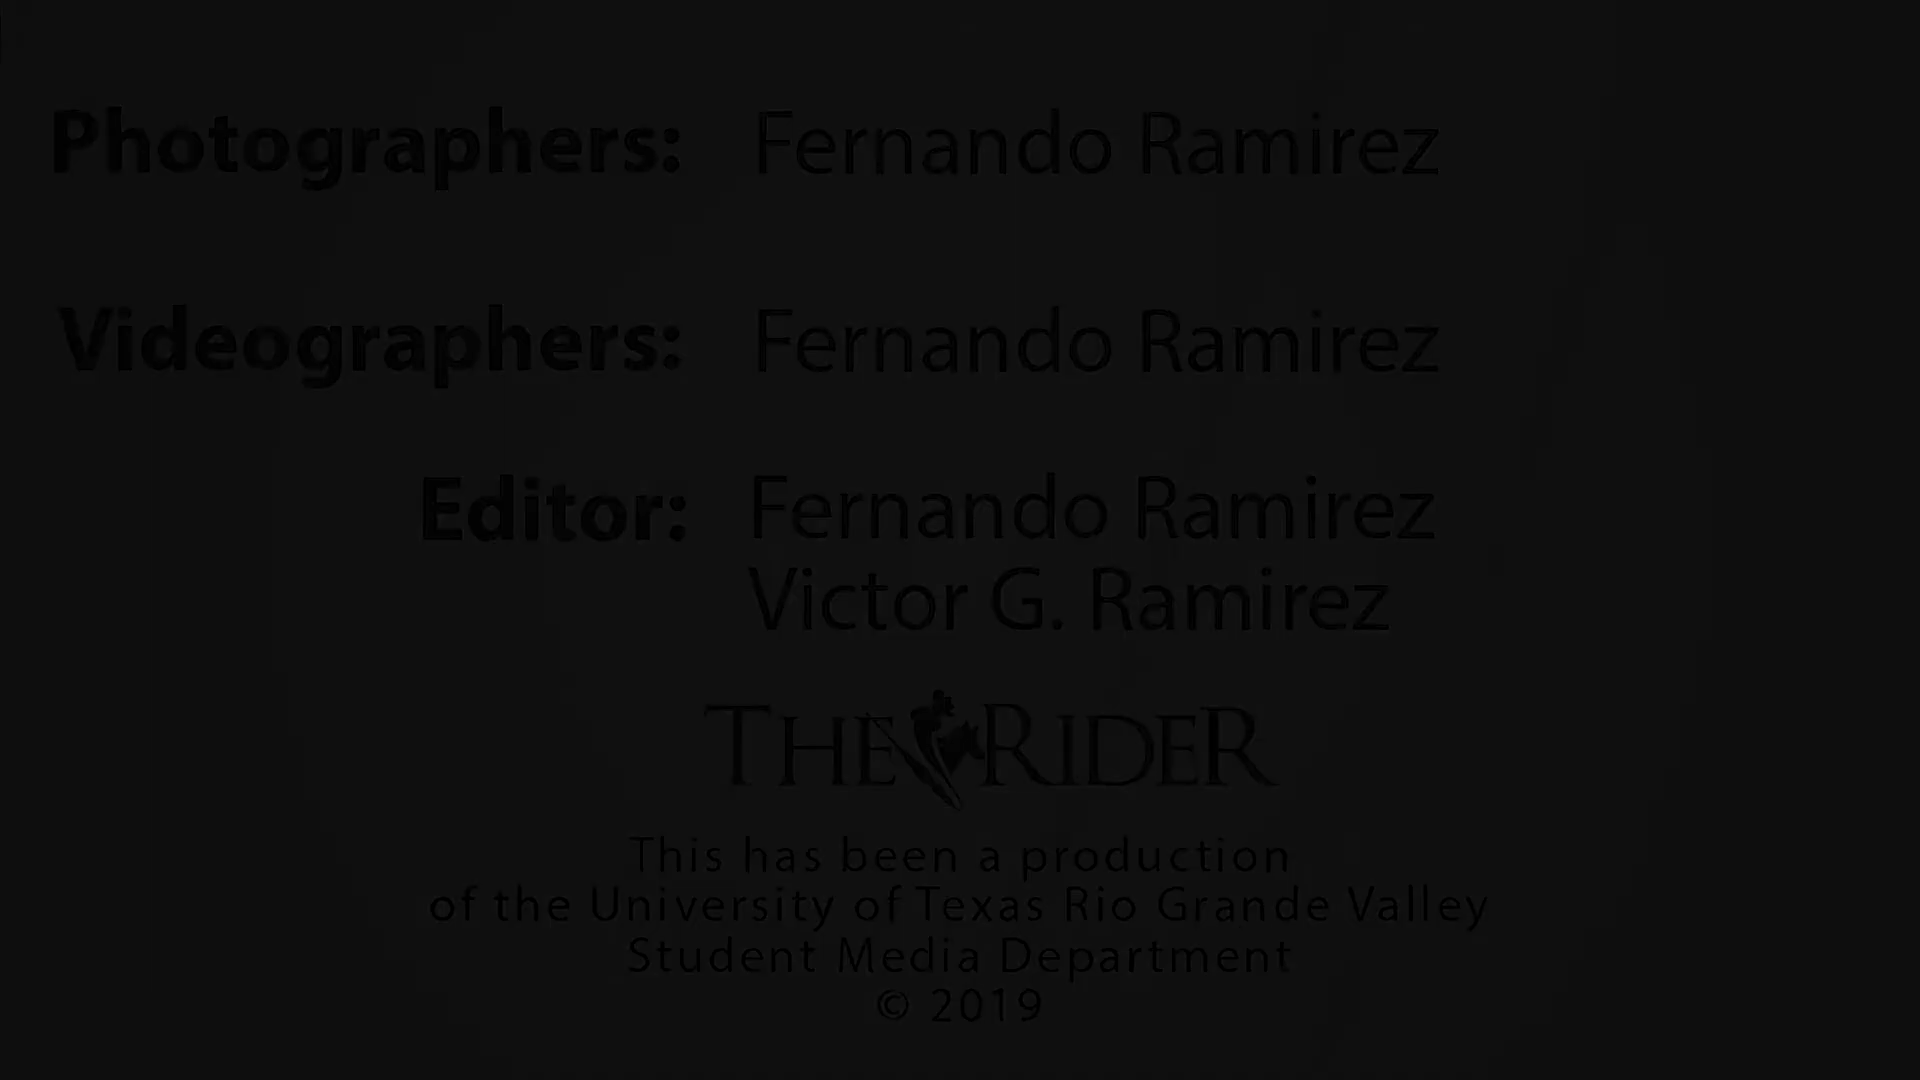 Photographers: Fernando Ramirez
Videographers: Fernando Ramirez
Editor: Fernando Ramirez
Victor G. Ramirez
THE RIDER
This has been a production
of the University of Texas Rio Grande Valley
Student Media Department
© 2019